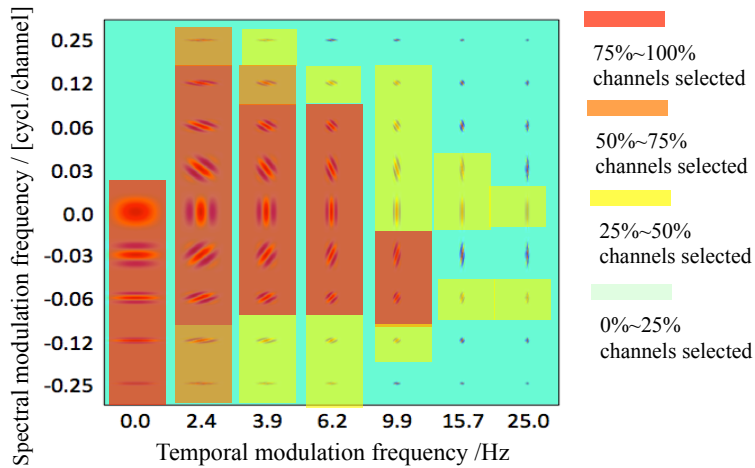 Spectral modulation frequency / [cycl./channel]
0.25
0.12
0.06
0.03
0.0
-0.03
-0.06
-0.12
-0.25
0.0 2.4 3.9 6.2 9.9 15.7 25.0
Temporal modulation frequency /Hz
75%~100%
channels selected
50%~75%
channels selected
25%~50%
channels selected
0%~25%
channels selected